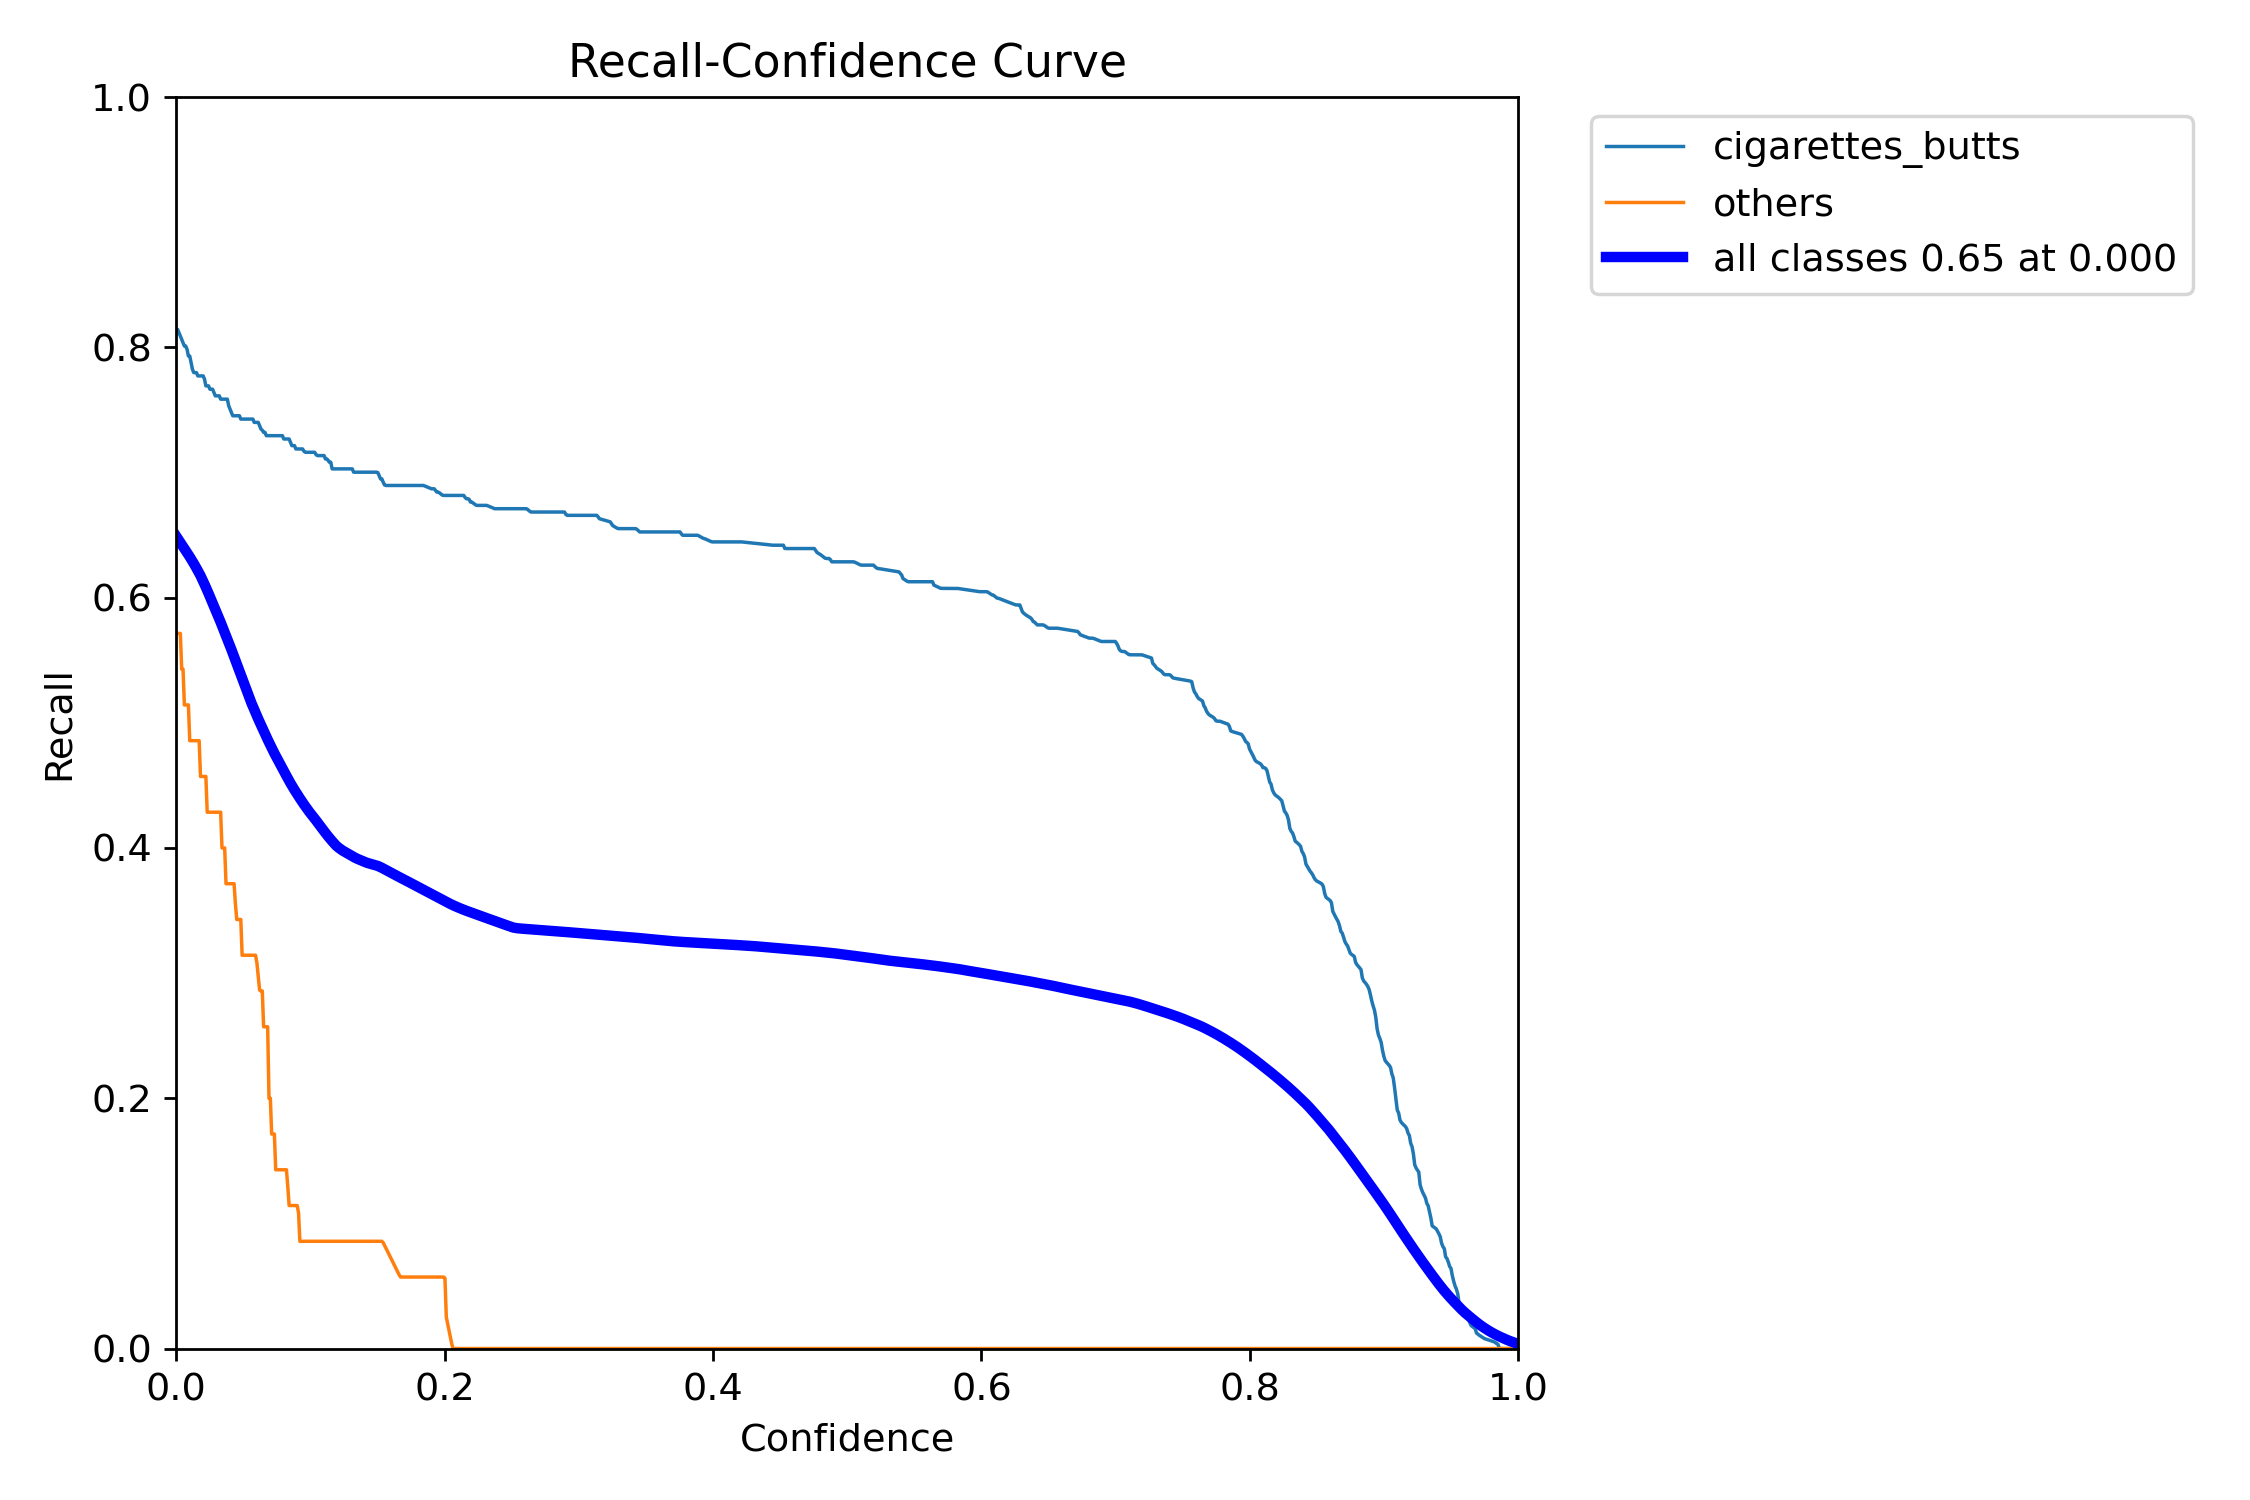 Recall-Confidence Curve
1.0
0.8
0.6
0.4
0.2
0.0
Recall
0.0 0.2 0.4 0.6 0.8 1.0
Confidence
cigarettes_butts
others
all classes 0.65 at 0.000